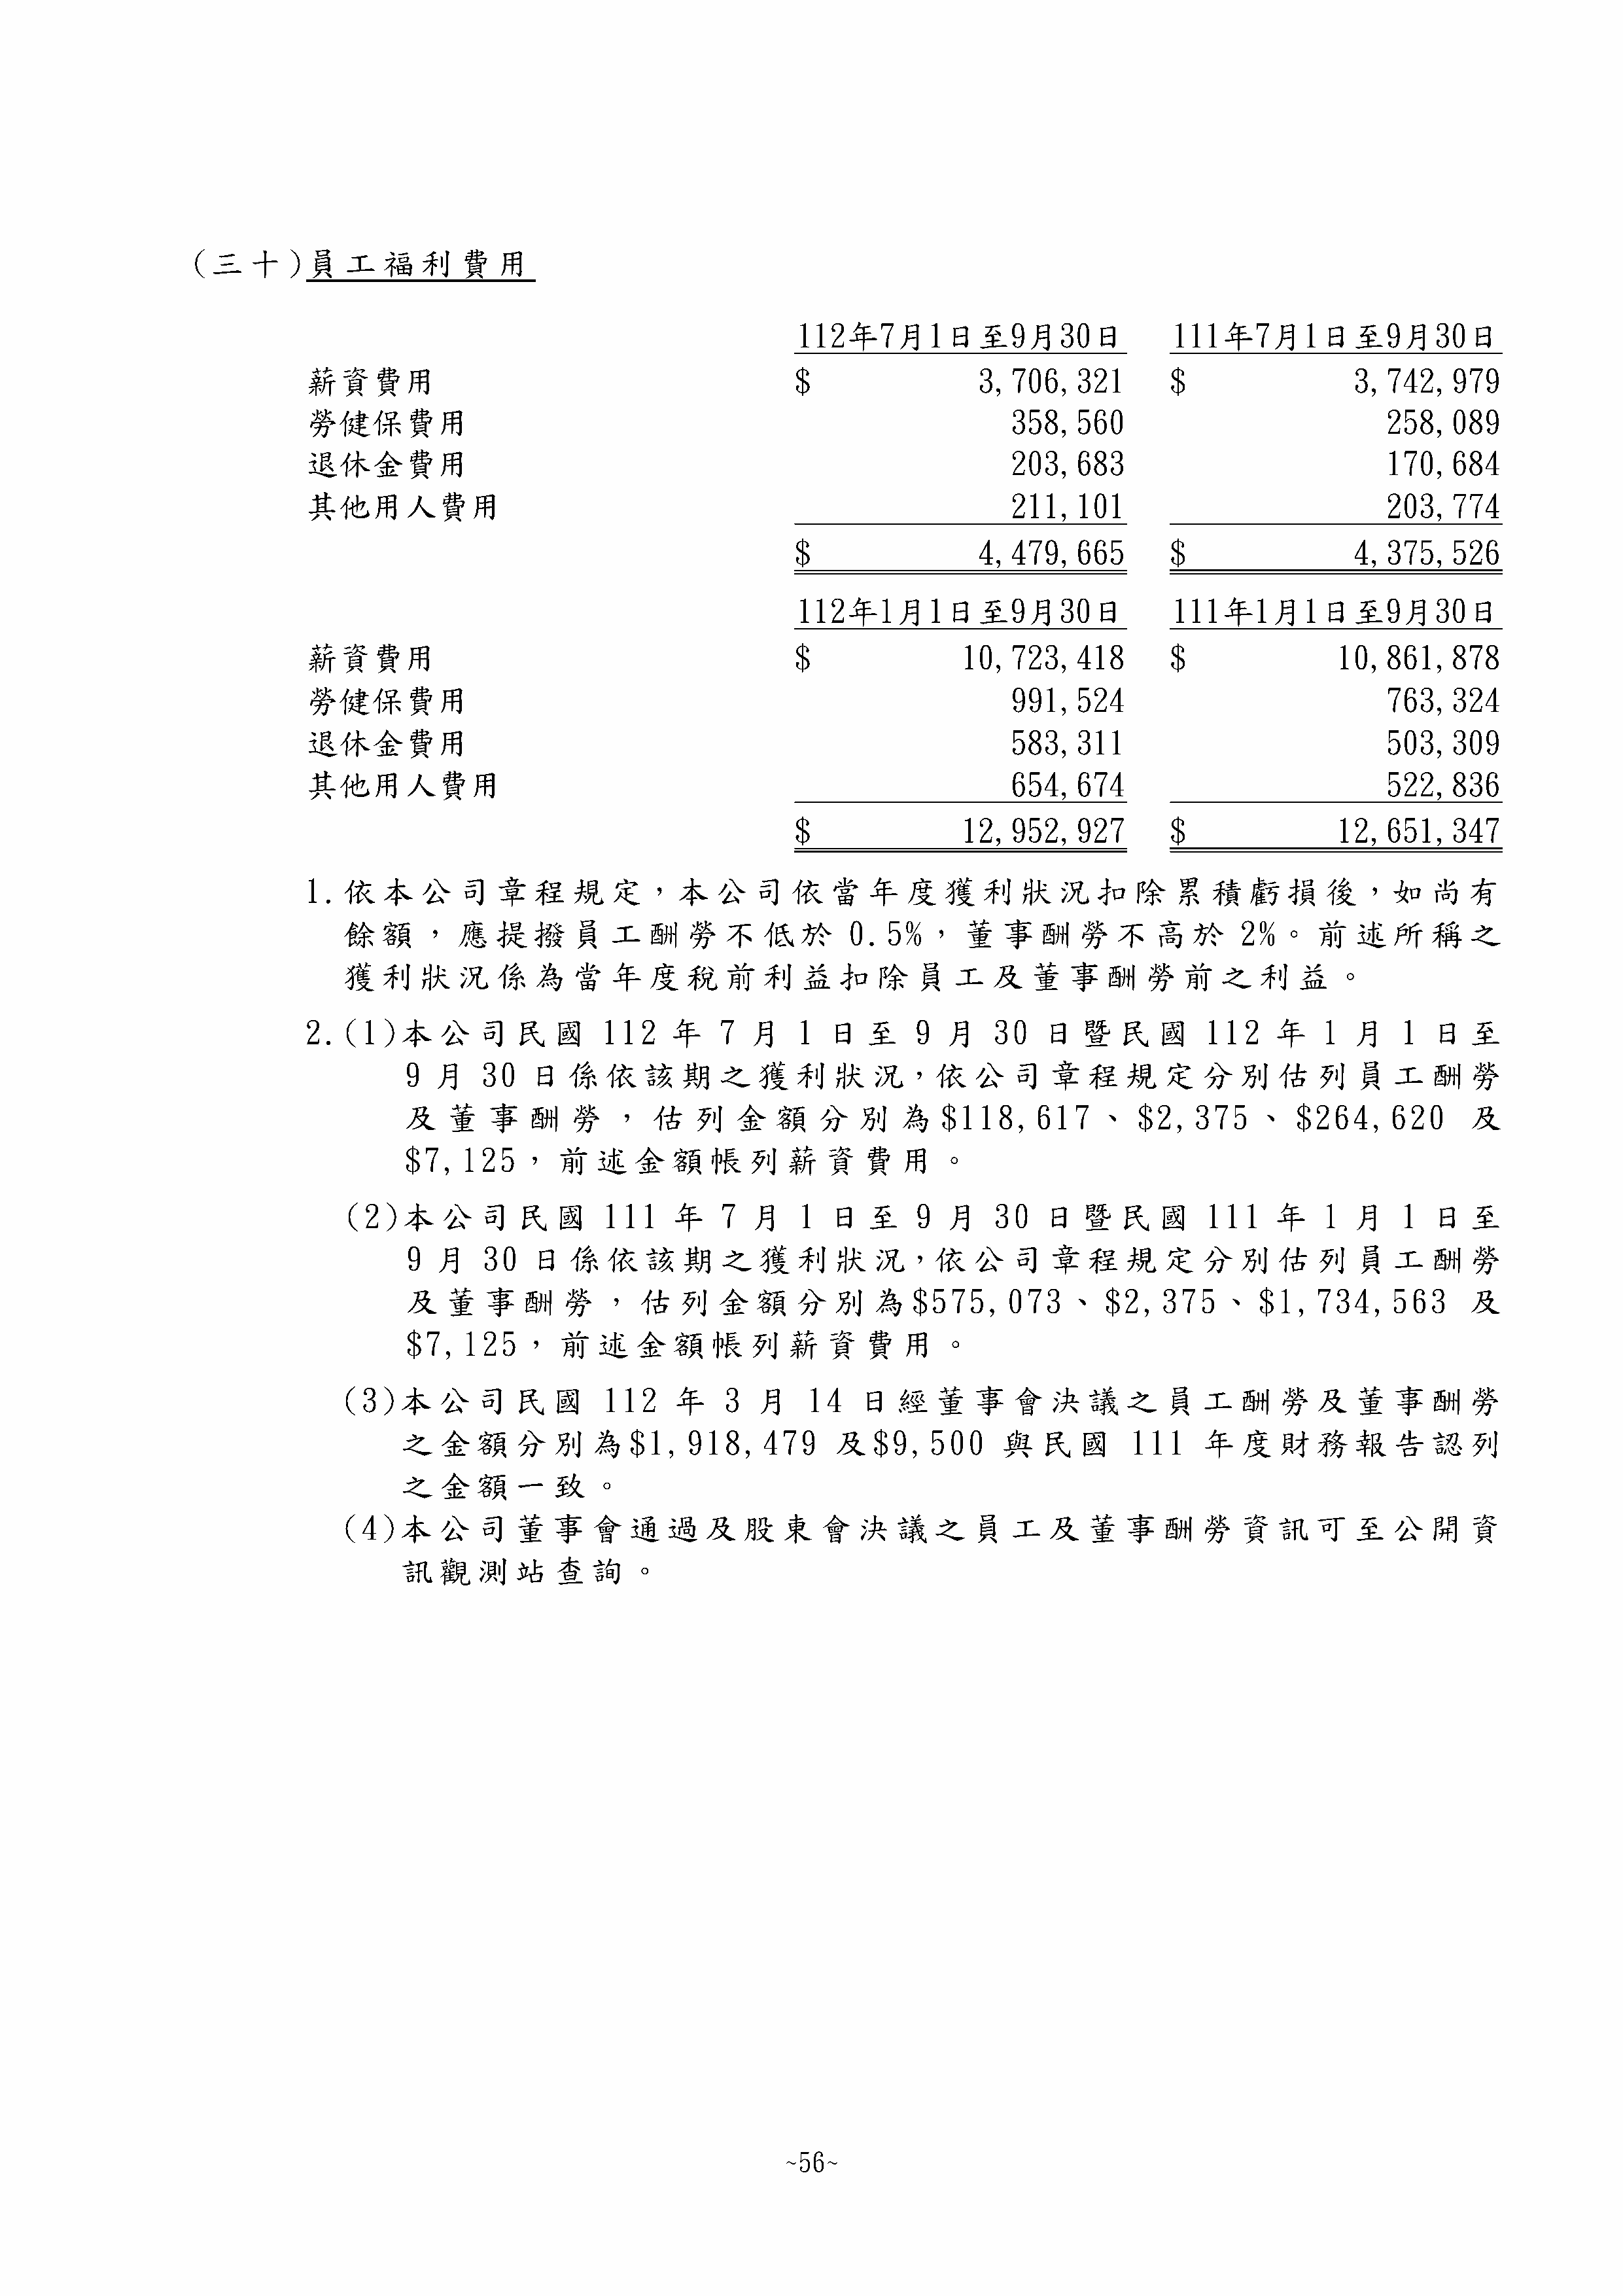 (三十)員工福利費用
112年7月1日至9月30日 111年7月1日至9月30日
薪資費用 $ 3,706,321 $ 3,742,979
勞健保費用 358,560 258,089
退休金費用 203,683 170,684
其他用人費用 211,101 203,774
$ 4,479,665 $ 4,375,526
112年1月1日至9月30日 111年1月1日至9月30日
薪資費用 $ 10,723,418 $ 10,861,878
勞健保費用 991,524 763,324
退休金費用 583,311 503,309
其他用人費用 654,674 522,836
$ 12,952,927 $ 12,651,347
1.依本公司章程規定，本公司依當年度獲利狀況扣除累積虧損後，如尚有
餘額，應提撥員工酬勞不低於 0.5%，董事酬勞不高於 2%。前述所稱之
獲利狀況係為當年度稅前利益扣除員工及董事酬勞前之利益。
2.(1)本公司民國 112 年 7 月 1 日至 9 月 30 日暨民國 112 年 1 月 1 日至
9 月 30 日係依該期之獲利狀況，依公司章程規定分別估列員工酬勞
及董事酬勞，估列金額分別為$118,617、$2,375、$264,620 及
$7,125，前述金額帳列薪資費用。
(2)本公司民國 111 年 7 月 1 日至 9 月 30 日暨民國 111 年 1 月 1 日至
9 月 30 日係依該期之獲利狀況，依公司章程規定分別估列員工酬勞
及董事酬勞，估列金額分別為$575,073、$2,375、$1,734,563 及
$7,125，前述金額帳列薪資費用。
(3)本公司民國 112 年 3 月 14 日經董事會決議之員工酬勞及董事酬勞
之金額分別為$1,918,479 及$9,500 與民國 111 年度財務報告認列
之金額一致。
(4)本公司董事會通過及股東會決議之員工及董事酬勞資訊可至公開資
訊觀測站查詢。
~56~